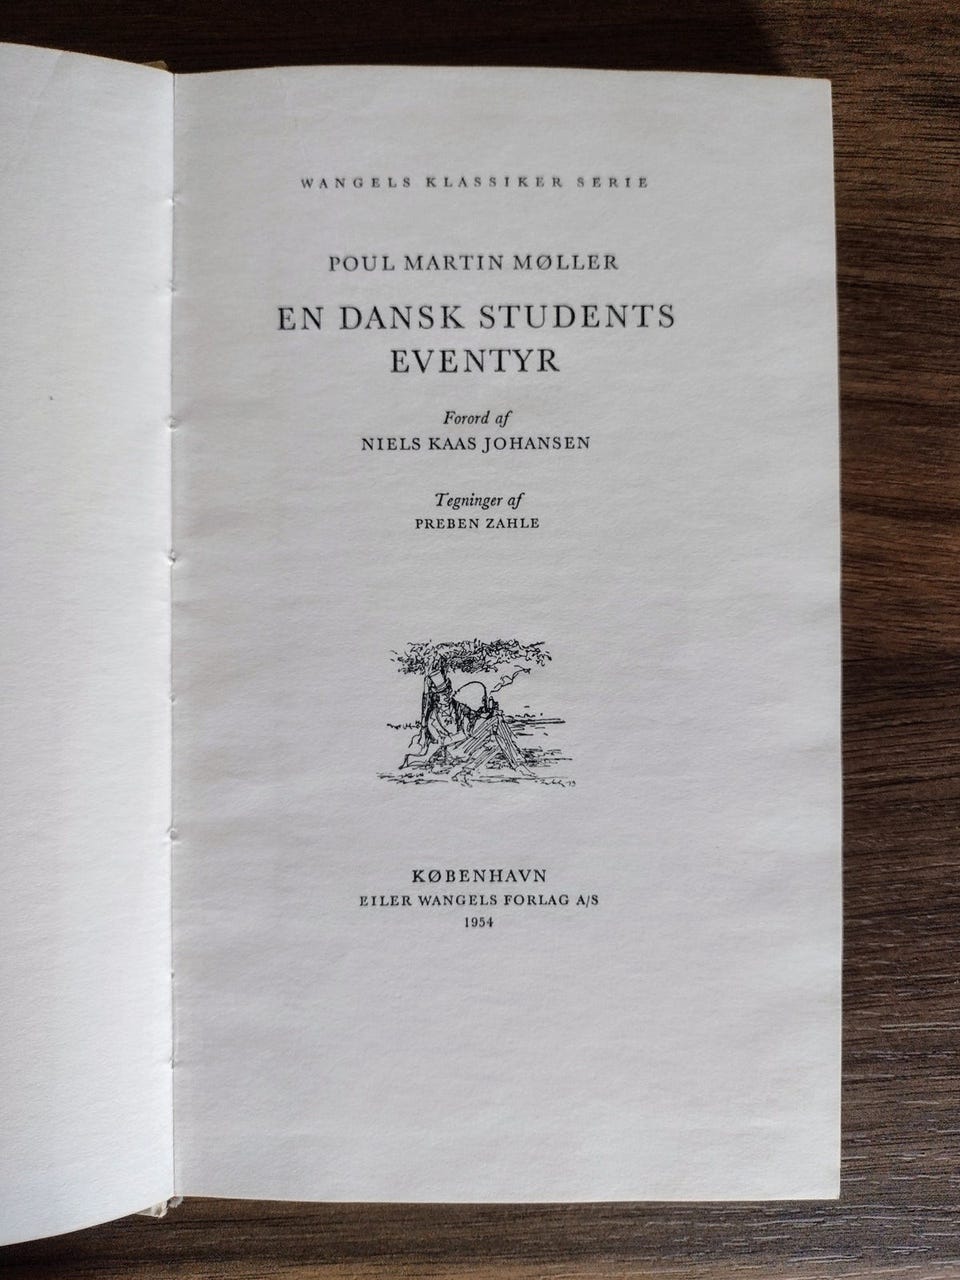 WANGELS KLASSIKER SERIE
POUL MARTIN MØLLER
EN DANSK STUDENTS
EVENTYR
Forord af
NIELS KAAS JOHANSEN
Tegninger af
PREBEN ZAHLE
KØBENHAVN
EILER WANGELS FORLAG A/S
1954